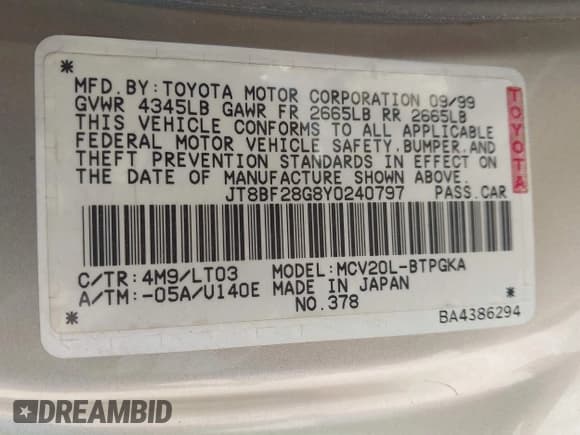 MFD.BY: TOYOTA MOTOR CORPORATION 09/99
GVWR 4345LB GAWR FR 2665LB RR 2665LB
THIS VEHICLE CONFORMS TO ALL APPLICABLE
FEDERAL MOTOR VEHICLE SAFETY,BUMPER,AND
THEFT PREVENTION STANDARDS IN EFFECT ON
THE DATE OF MANUFACTURE SHOWN ABOVE.
JT8BF28G8Y0240797 PASS.CAR
TOYOTA
C/TR: 4M9/LT03 MODEL: MCV20L-BTPGKA
A/TM: -05A/U140E MADE IN JAPAN
NO.378
BA4386294
DREAMBID